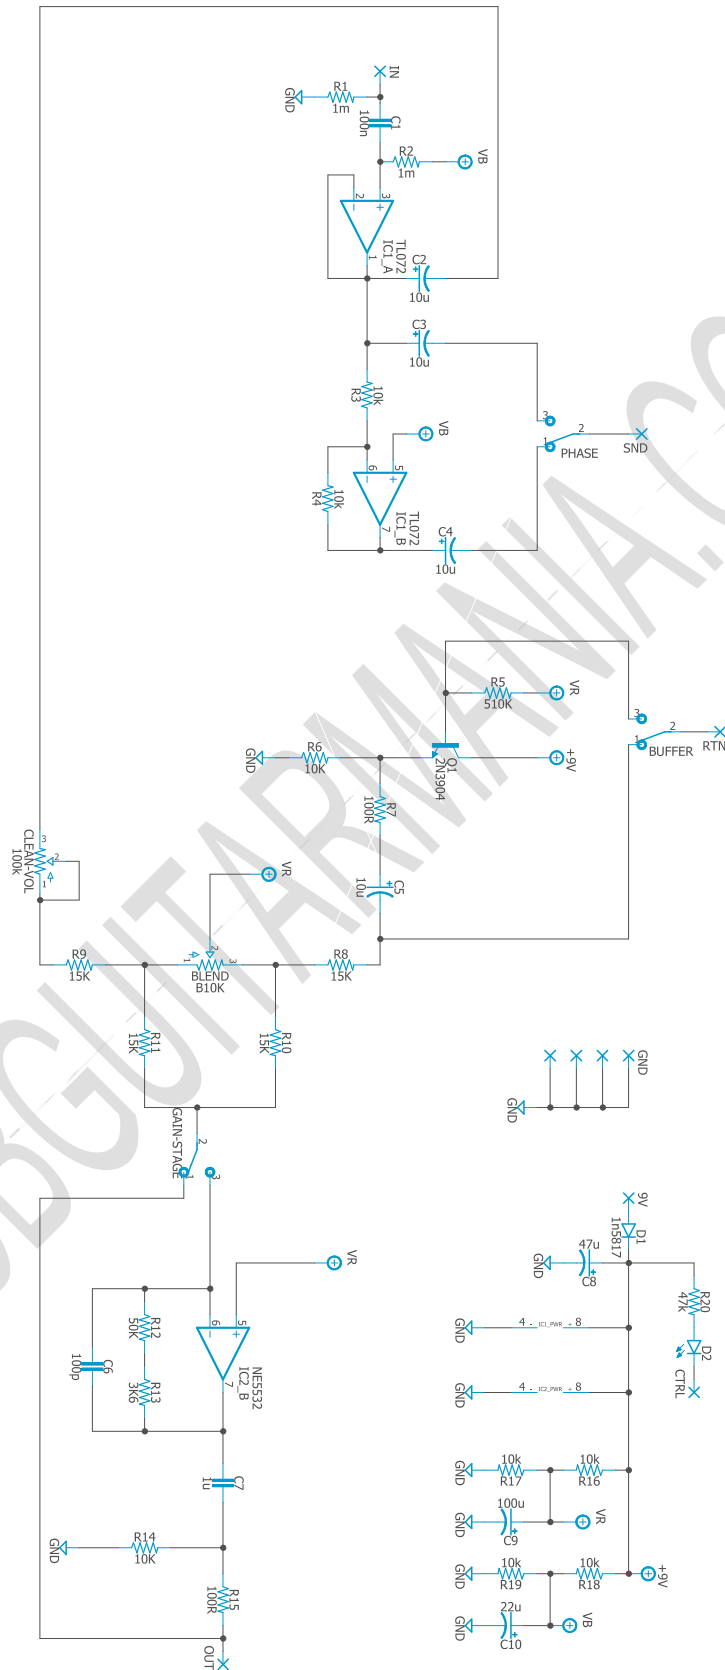 IN
GND
R1
1m
C1
100n
R2
1m
VB
3
2
+
−
1
TL072
IC1_A
C2
+
10u
C3
+
10u
10k
R3
VB
3
2
1
PHASE
SND
6
5
−
+
7
TL072
IC1_B
10k
R4
C4
+
10u
R5
510K
VR
3
2
1
BUFFER
RTN
GND
R6
10K
Q1
2N3904
+9V
R7
100R
C5
+
10u
CLEAN-VOL
100k
3
2
1
VR
R9
15K
1
2
3
BLEND
B10K
R8
15K
R11
15K
R10
15K
GND
GND
GAIN-STAGE
2
1
3
9V
D1
1n5817
47u
C8
+
GND
R20
47k
D2
CTRL
VR
6
5
−
+
7
NE5532
IC2_B
R12
50K
R13
3K6
C6
100p
GND
4 - IC1_PWR + 8
GND
4 - IC2_PWR + 8
C7
1u
GND
10k
R17
10k
R16
GND
100u
C9
+
VR
GND
R14
10K
R15
100R
OUT
GND
10k
R19
10k
R18
+9V
GND
22u
C10
+
VB
BGUITARMANIA.CO